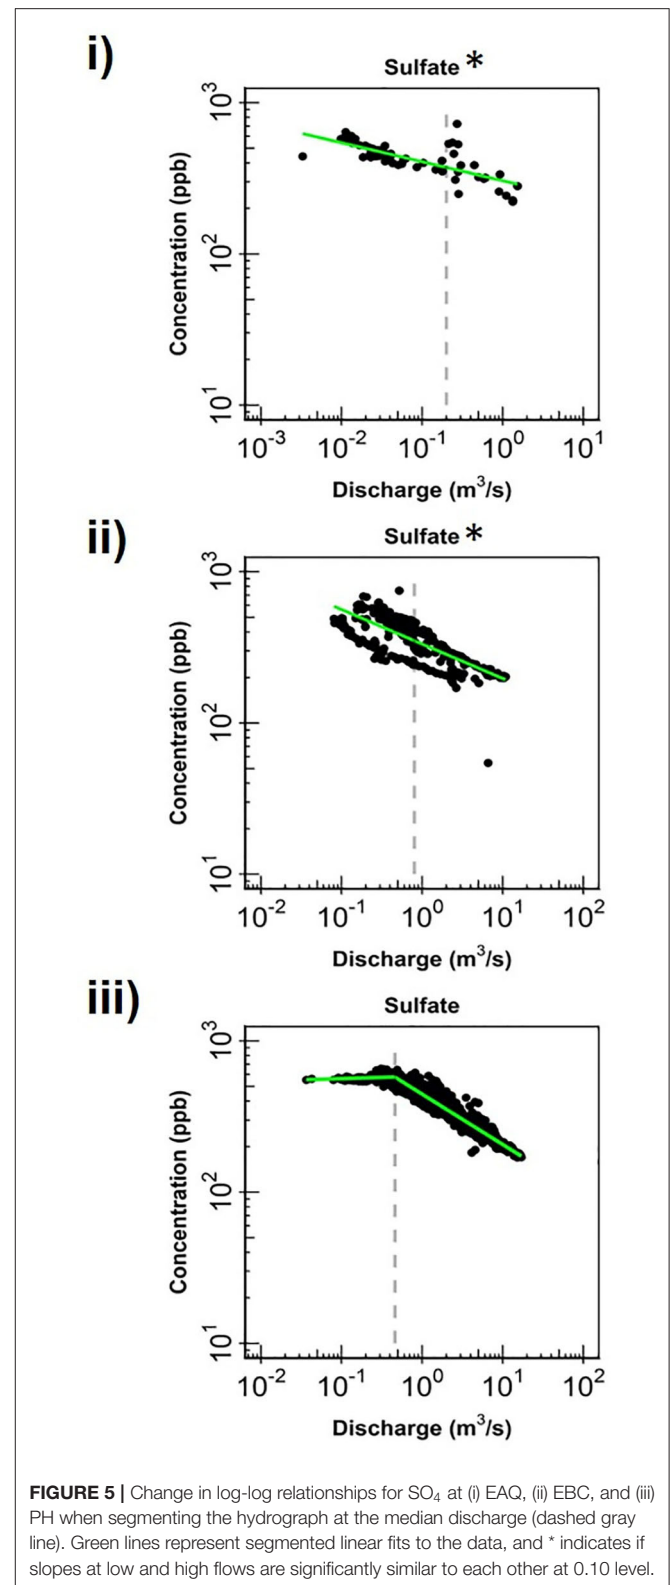 i)
Sulfate *
Concentration (ppb)
10³
10²
10¹
10⁻³ 10⁻² 10⁻¹ 10⁰ 10¹
Discharge (m³/s)
ii)
Sulfate *
Concentration (ppb)
10³
10²
10¹
10⁻² 10⁻¹ 10⁰ 10¹ 10²
Discharge (m³/s)
iii)
Sulfate
Concentration (ppb)
10³
10²
10¹
10⁻² 10⁻¹ 10⁰ 10¹ 10²
Discharge (m³/s)
FIGURE 5 | Change in log-log relationships for SO₄ at (i) EAQ, (ii) EBC, and (iii)
PH when segmenting the hydrograph at the median discharge (dashed gray
line). Green lines represent segmented linear fits to the data, and * indicates if
slopes at low and high flows are significantly similar to each other at 0.10 level.